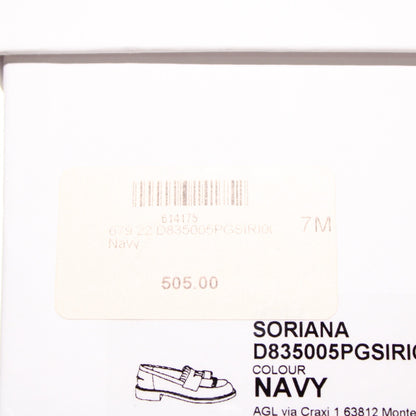 614175
679 22 D835005PGSIRI0L
7M
Navy
505.00
SORIANA
D835005PGSIRI0
COLOUR
NAVY
AGL via Craxi 1 63812 Monte